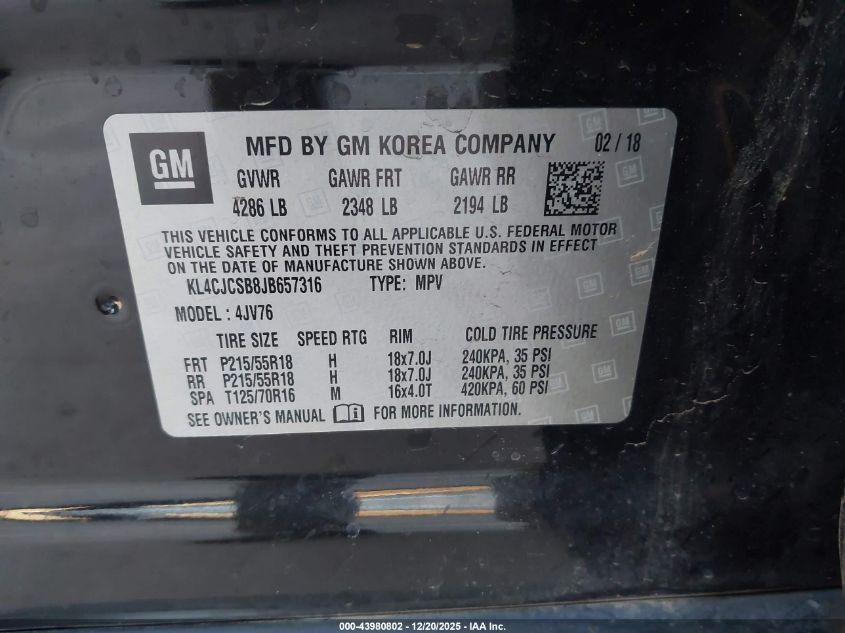 GM MFD BY GM KOREA COMPANY 02 / 18
GVWR GAWR FRT GAWR RR
4286 LB 2348 LB 2194 LB
THIS VEHICLE CONFORMS TO ALL APPLICABLE U.S. FEDERAL MOTOR
VEHICLE SAFETY AND THEFT PREVENTION STANDARDS IN EFFECT
ON THE DATE OF MANUFACTURE SHOWN ABOVE.
KL4CJCSB8JB657316 TYPE: MPV
MODEL : 4JV76
TIRE SIZE SPEED RTG RIM COLD TIRE PRESSURE
FRT P215/55R18 H 18x7.0J 240KPA, 35 PSI
RR P215/55R18 H 18x7.0J 240KPA, 35 PSI
SPA T125/70R16 M 16x4.0T 420KPA, 60 PSI
SEE OWNER'S MANUAL FOR MORE INFORMATION.
000-43980802 - 12/20/2025 - IAA Inc.